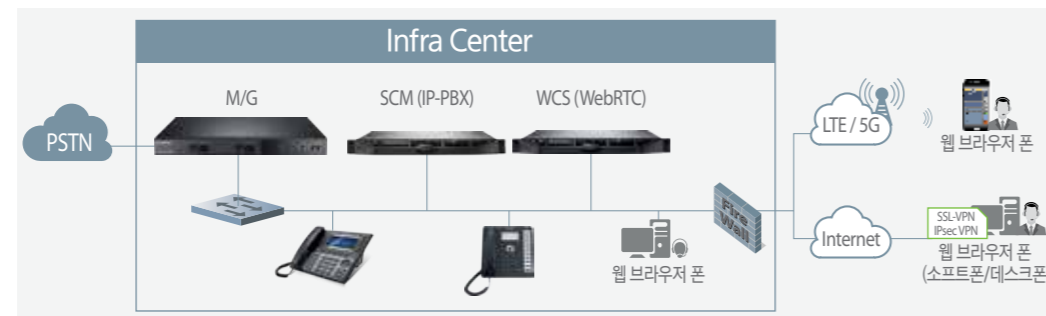 Infra Center
M/G
SCM (IP-PBX)
WCS (WebRTC)
PSTN
LTE / 5G
웹 브라우저 폰
Fire
Wall
웹 브라우저 폰
Internet
SSL-VPN
IPsec VPN
웹 브라우저 폰
(소프트폰/데스크폰